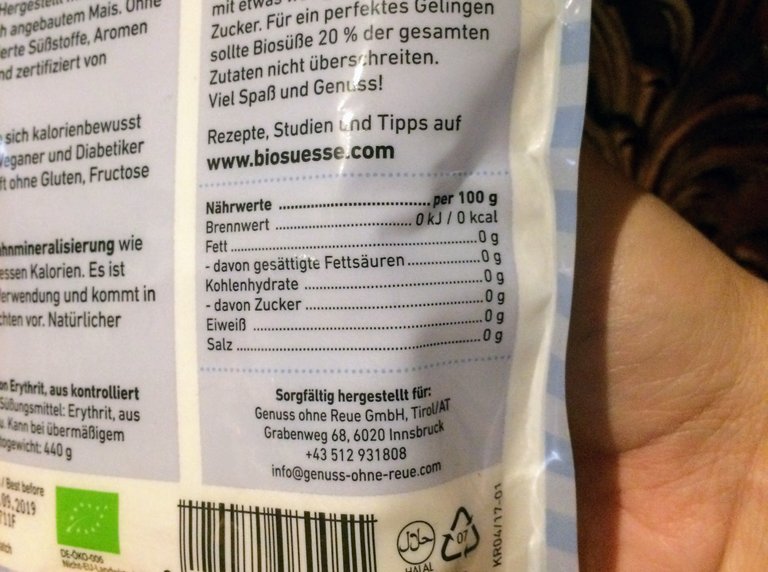 Hergestellt
angebautem Mais. Ohne
Süßstoffe, Aromen
zertifiziert von
sich kalorienbewusst
Veganer und Diabetiker
ohne Gluten, Fructose
wie
Kalorien. Es ist
und kommt in
vor. Natürlicher
Erythrit, aus kontrolliert
Süßungsmittel: Erythrit, aus
Kann bei übermäßigem
440 g
/ Best before
09.2019
DE-ÖKO-006
mit etwas
Zucker. Für ein perfektes Gelingen
sollte Biosüße 20 % der gesamten
Zutaten nicht überschreiten.
Viel Spaß und Genuss!
Rezepte, Studien und Tipps auf
www.biosuesse.com
Nährwerte ........ per 100 g
Brennwert ........ 0 kJ / 0 kcal
Fett ........ 0 g
- davon gesättigte Fettsäuren ........ 0 g
Kohlenhydrate ........ 0 g
- davon Zucker ........ 0 g
Eiweiß ........ 0 g
Salz ........ 0 g
Sorgfältig hergestellt für:
Genuss ohne Reue GmbH, Tirol/AT
Grabenweg 68, 6020 Innsbruck
+43 512 931808
info@genuss-ohne-reue.com
حلال
HALAL
07
KR04/17-01